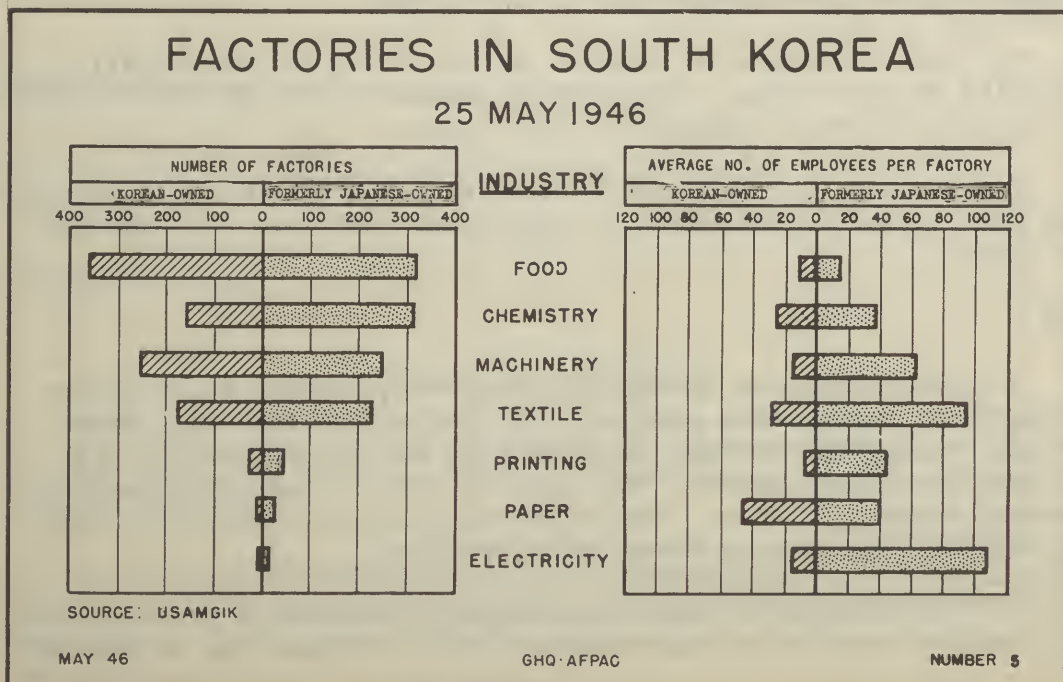 FACTORIES IN SOUTH KOREA
25 MAY 1946
NUMBER OF FACTORIES
KOREAN-OWNED FORMERLY JAPANESE-OWNED
400 300 200 100 0 100 200 300 400
INDUSTRY
AVERAGE NO. OF EMPLOYEES PER FACTORY
KOREAN-OWNED FORMERLY JAPANESE-OWNED
120 100 80 60 40 20 0 20 40 60 80 100 120
FOOD
CHEMISTRY
MACHINERY
TEXTILE
PRINTING
PAPER
ELECTRICITY
SOURCE: USAMGIK
MAY 46
GHQ·AFPAC
NUMBER 5